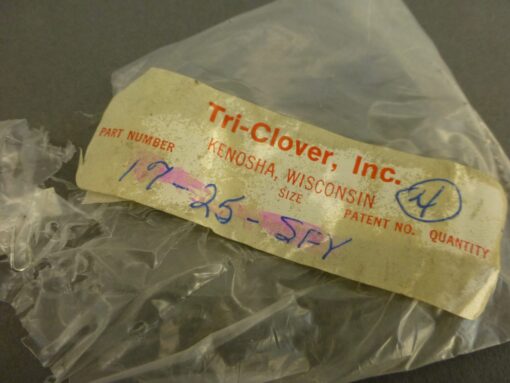 Tri-Clover, Inc.
KENOSHA, WISCONSIN
PART NUMBER SIZE PATENT NO. QUANTITY
17-25-SFY 4